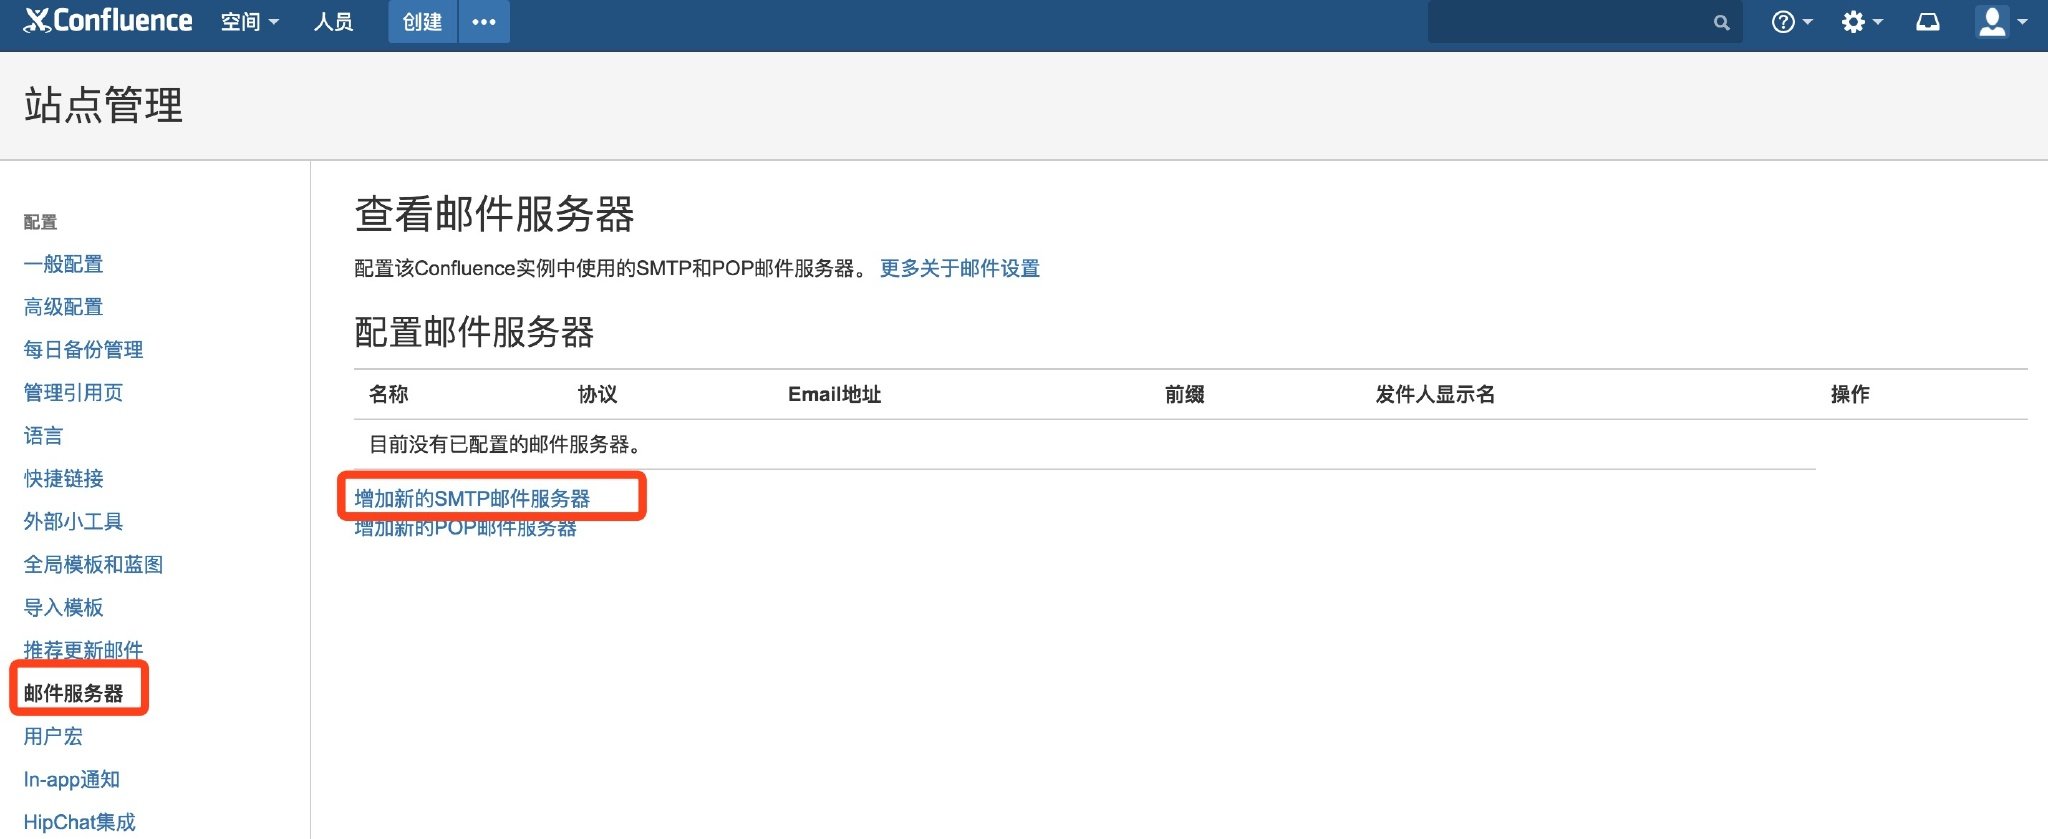 Confluence 空间 人员 创建 •••
站点管理
配置
一般配置
高级配置
每日备份管理
管理引用页
语言
快捷链接
外部小工具
全局模板和蓝图
导入模板
推荐更新邮件
邮件服务器
用户宏
In-app通知
HipChat集成
查看邮件服务器
配置该Confluence实例中使用的SMTP和POP邮件服务器。 更多关于邮件设置
配置邮件服务器
名称 协议 Email地址 前缀 发件人显示名 操作
目前没有已配置的邮件服务器。
增加新的SMTP邮件服务器
增加新的POP邮件服务器